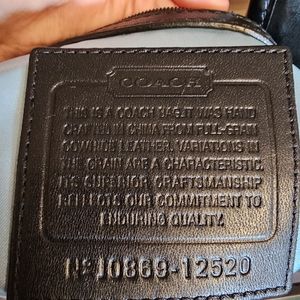 COACH
THIS IS A COACH BAG.IT WAS HAND
CRAFTED IN CHINA FROM FULL-GRAIN
COWHIDE LEATHER. VARIATIONS IN
THE GRAIN ARE A CHARACTERISTIC.
ITS SUPERIOR CRAFTSMANSHIP
REFLECTS OUR COMMITMENT TO
ENDURING QUALITY.
Nº J0869-12520